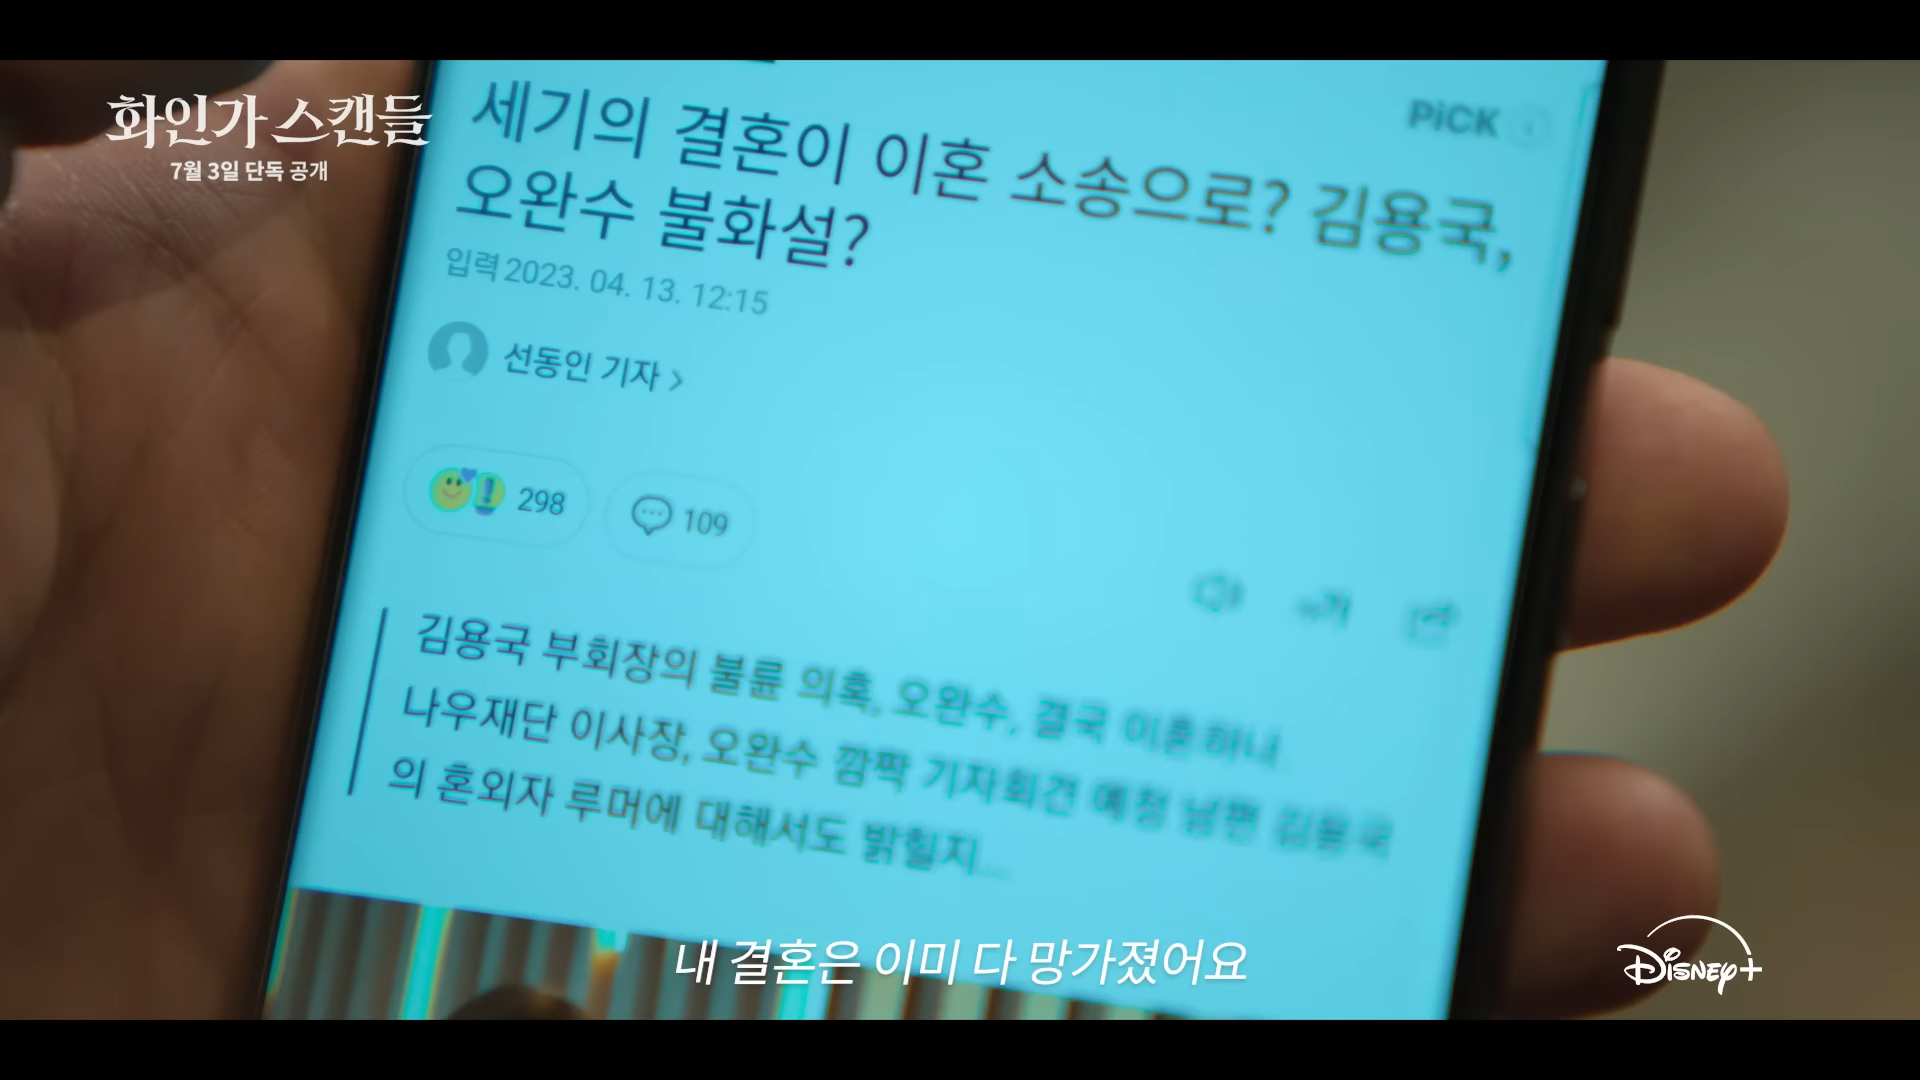 화인가 스캔들
7월 3일 단독 공개
PiCK
세기의 결혼이 이혼 소송으로? 김용국,
오완수 불화설?
입력 2023. 04. 13. 12:15
선동인 기자 >
298
109
가
김용국 부회장의 불륜 의혹, 오완수, 결국 이혼하나.
나우재단 이사장, 오완수 깜짝 기자회견 예정 남편 김용국
의 혼외자 루머에 대해서도 밝힐지...
내 결혼은 이미 다 망가졌어요
Disney+